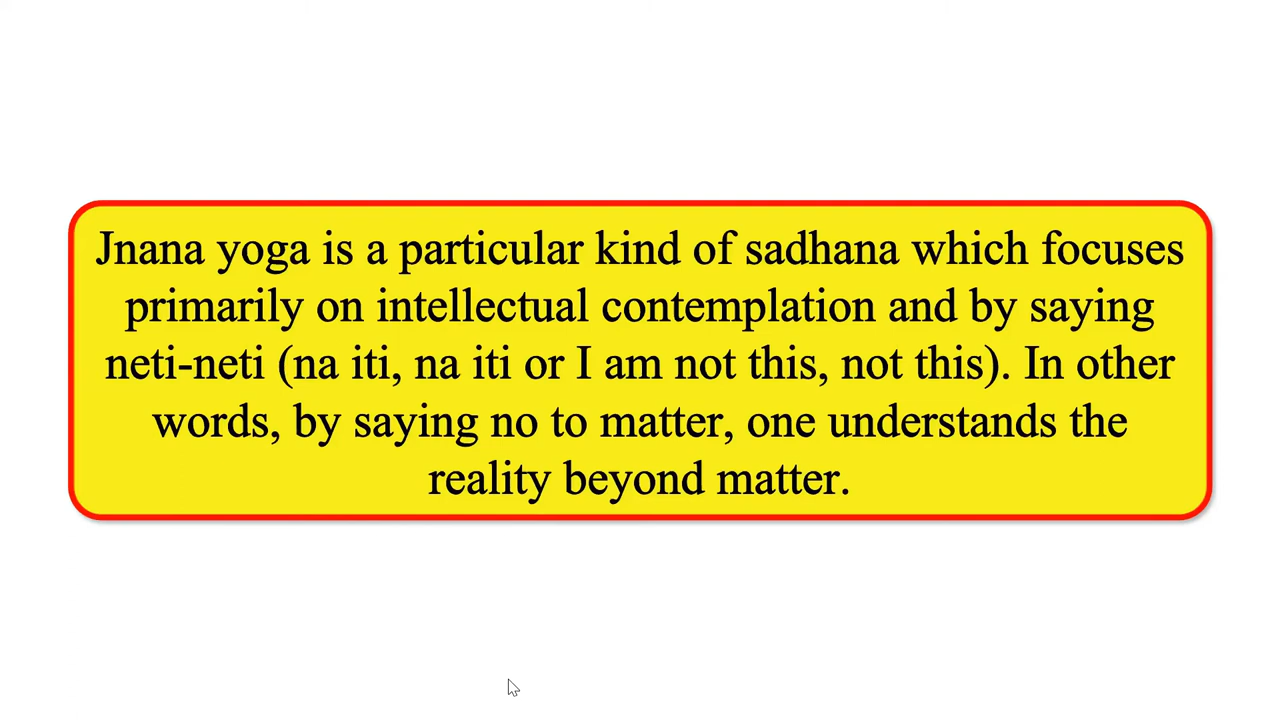 Jnana yoga is a particular kind of sadhana which focuses
primarily on intellectual contemplation and by saying
neti-neti (na iti, na iti or I am not this, not this). In other
words, by saying no to matter, one understands the
reality beyond matter.